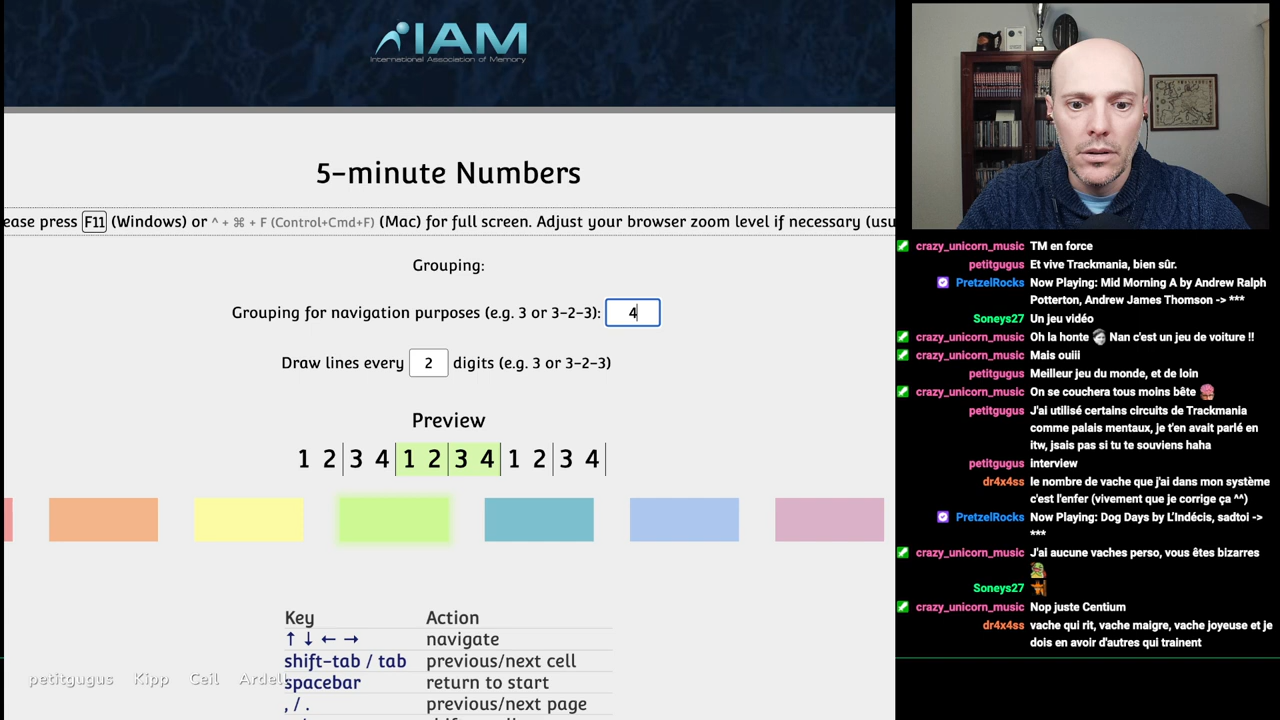 IAM
International Association of Memory
5-minute Numbers
ease press F11 (Windows) or ^ + ⌘ + F (Control+Cmd+F) (Mac) for full screen. Adjust your browser zoom level if necessary (usu
Grouping:
Grouping for navigation purposes (e.g. 3 or 3-2-3): 4
Draw lines every 2 digits (e.g. 3 or 3-2-3)
Preview
1 2 3 4 1 2 3 4 1 2 3 4
Key Action
↑ ↓ ← → navigate
shift-tab / tab previous/next cell
spacebar return to start
, / . previous/next page
petitgugus Kipp Ceil Ardell
crazy_unicorn_music TM en force
petitgugus Et vive Trackmania, bien sûr.
PretzelRocks Now Playing: Mid Morning A by Andrew Ralph
Potterton, Andrew James Thomson -> ***
Soneys27 Un jeu vidéo
crazy_unicorn_music Oh la honte Nan c'est un jeu de voiture !!
crazy_unicorn_music Mais ouiii
petitgugus Meilleur jeu du monde, et de loin
crazy_unicorn_music On se couchera tous moins bête
petitgugus J'ai utilisé certains circuits de Trackmania
comme palais mentaux, je t'en avait parlé en
itw, jsais pas si tu te souviens haha
petitgugus interview
dr4x4ss le nombre de vache que j'ai dans mon système
c'est l'enfer (vivement que je corrige ça ^^)
PretzelRocks Now Playing: Dog Days by L'Indécis, sadtoi ->
***
crazy_unicorn_music J'ai aucune vaches perso, vous êtes bizarres
Soneys27
crazy_unicorn_music Nop juste Centium
dr4x4ss vache qui rit, vache maigre, vache joyeuse et je
dois en avoir d'autres qui trainent